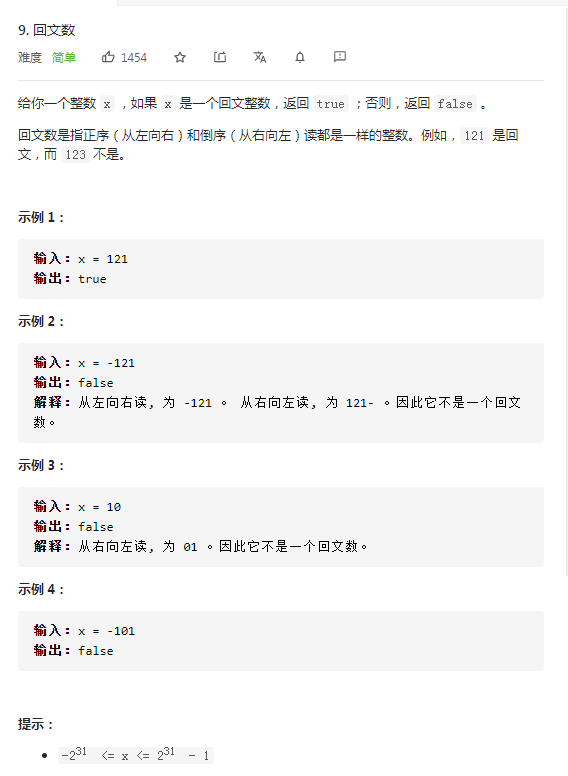 9. 回文数
难度 简单 1454
给你一个整数 x ，如果 x 是一个回文整数，返回 true ；否则，返回 false 。
回文数是指正序（从左向右）和倒序（从右向左）读都是一样的整数。例如，121 是回
文，而 123 不是。
示例 1：
输入：x = 121
输出：true
示例 2：
输入：x = -121
输出：false
解释：从左向右读, 为 -121 。 从右向左读, 为 121- 。因此它不是一个回文
数。
示例 3：
输入：x = 10
输出：false
解释：从右向左读, 为 01 。因此它不是一个回文数。
示例 4：
输入：x = -101
输出：false
提示：
• -2³¹ <= x <= 2³¹ - 1